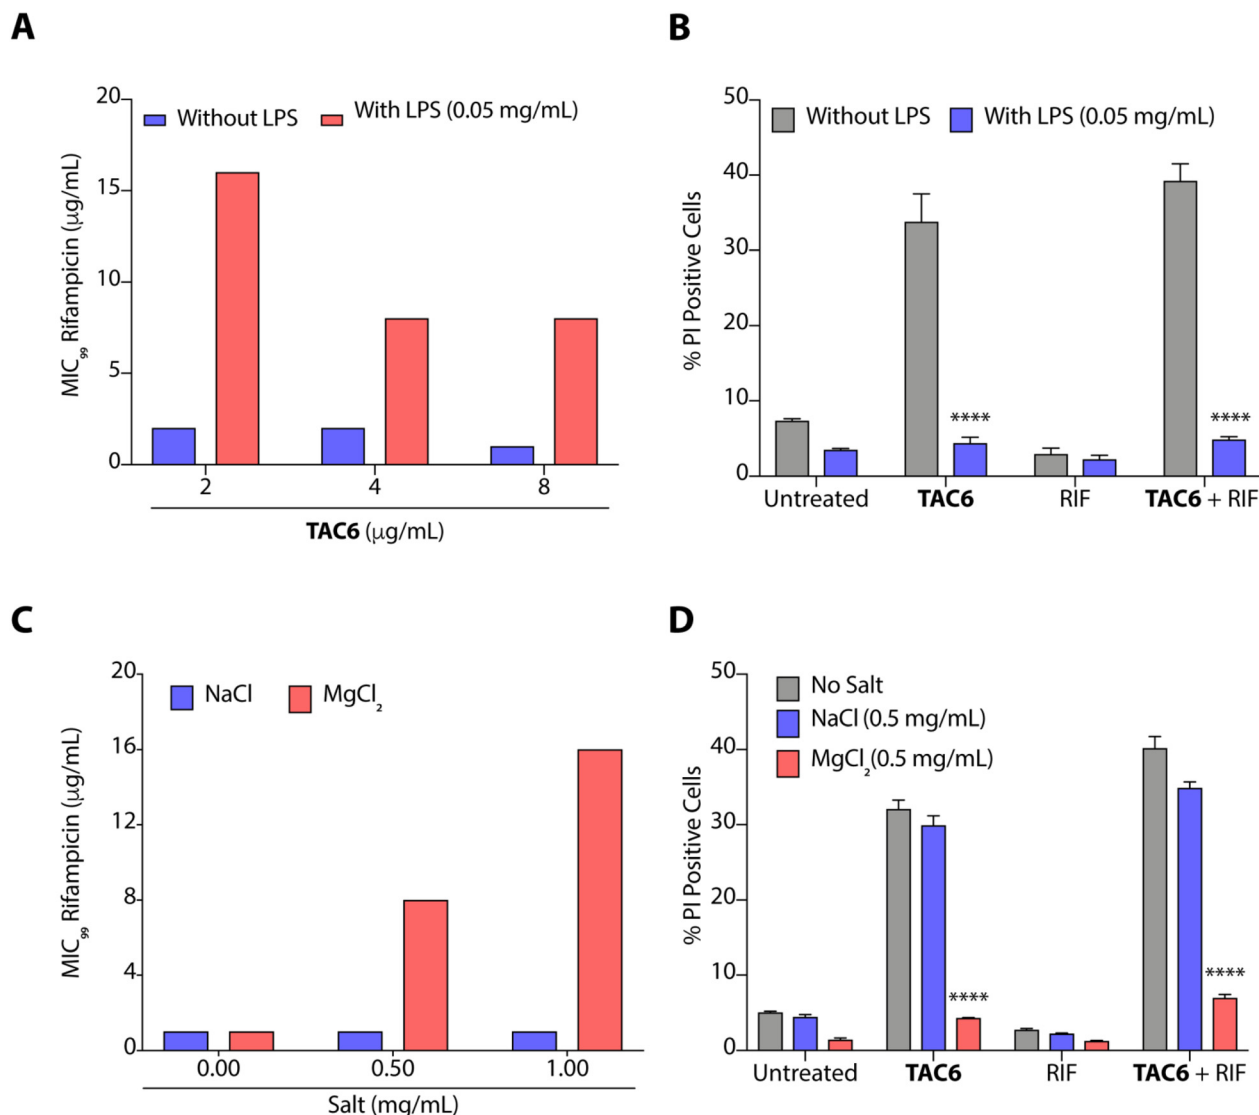 A
20
15
10
5
0
MIC₉₉ Rifampicin (μg/mL)
Without LPS
With LPS (0.05 mg/mL)
2
4
8
TAC6 (μg/mL)
B
50
40
30
20
10
0
% PI Positive Cells
Without LPS
With LPS (0.05 mg/mL)
****
****
Untreated
TAC6
RIF
TAC6 + RIF
C
20
16
12
8
4
0
MIC₉₉ Rifampicin (μg/mL)
NaCl
MgCl₂
0.00
0.50
1.00
Salt (mg/mL)
D
50
40
30
20
10
0
% PI Positive Cells
No Salt
NaCl (0.5 mg/mL)
MgCl₂(0.5 mg/mL)
****
****
Untreated
TAC6
RIF
TAC6 + RIF